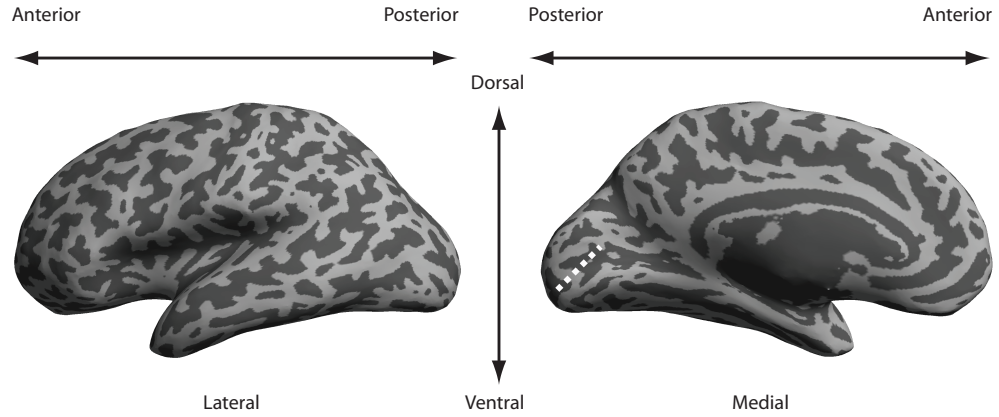 Anterior
Posterior
Posterior
Anterior
Dorsal
Lateral
Ventral
Medial